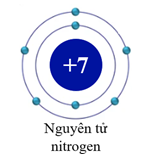 +7
Nguyên tử
nitrogen